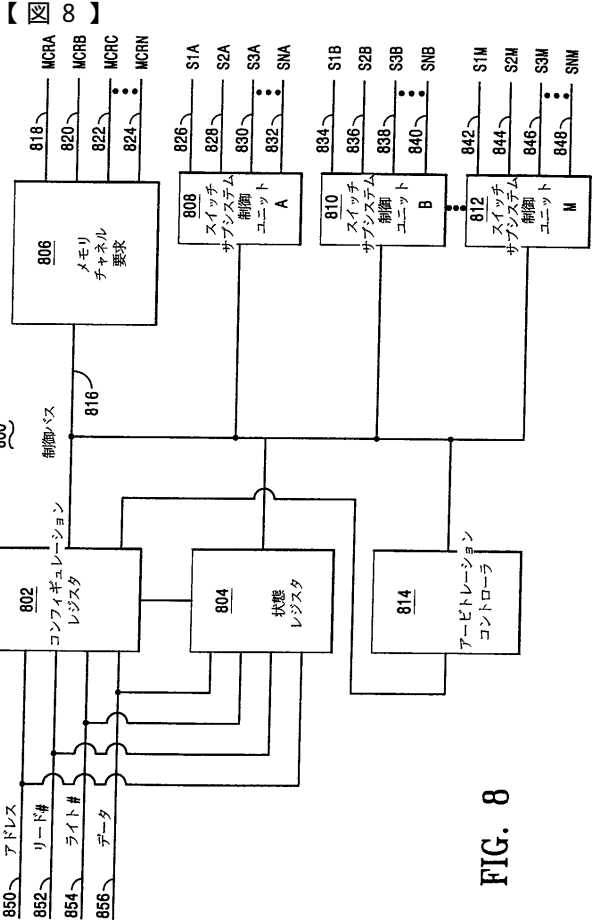 【図8】
850 アドレス
852 リード#
854 ライト#
856 データ
802
コンフィギュレーション
レジスタ
804
状態
レジスタ
814
アービトレーション
コントローラ
制御バス
816
806
メモリ
チャネル
要求
818 MCRA
820 MCRB
822 MCRC
824 MCRN
808
スイッチ
サブシステム
制御
ユニット
A
826 S1A
828 S2A
830 S3A
832 SNA
810
スイッチ
サブシステム
制御
ユニット
B
834 S1B
836 S2B
838 S3B
840 SNB
812
スイッチ
サブシステム
制御
ユニット
M
842 S1M
844 S2M
846 S3M
848 SNM
FIG. 8